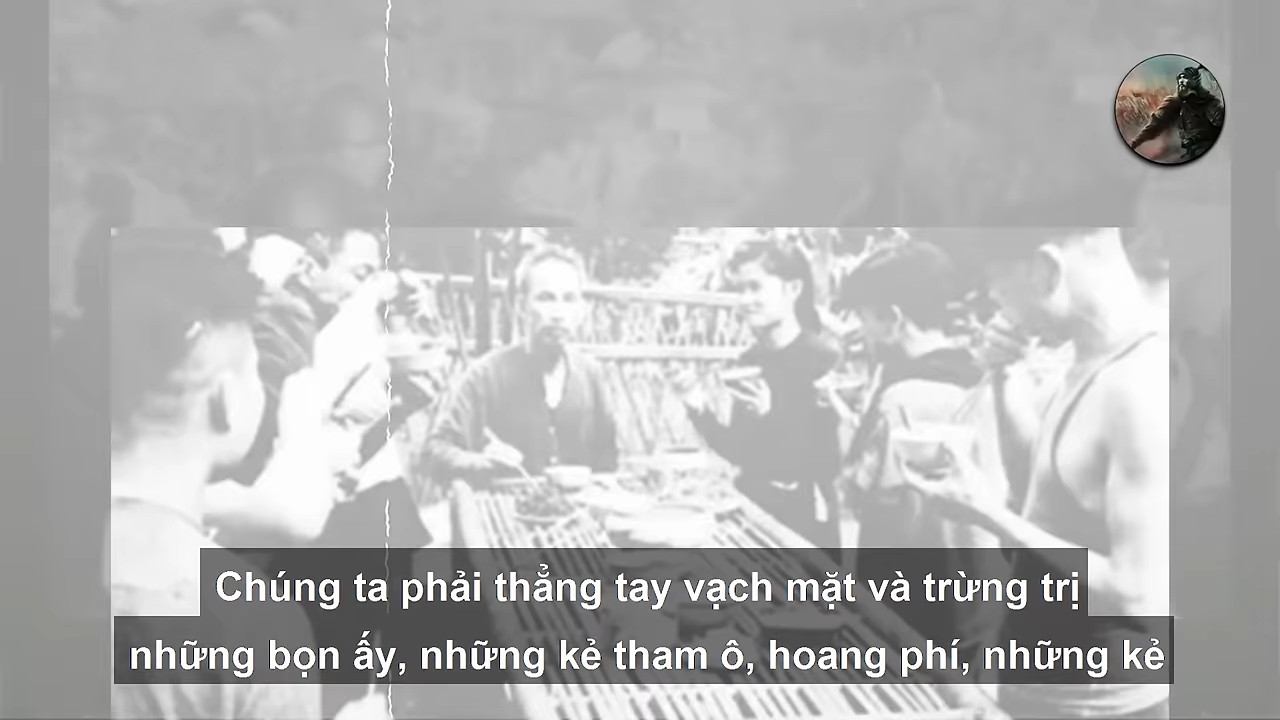 Chúng ta phải thẳng tay vạch mặt và trừng trị
những bọn ấy, những kẻ tham ô, hoang phí, những kẻ